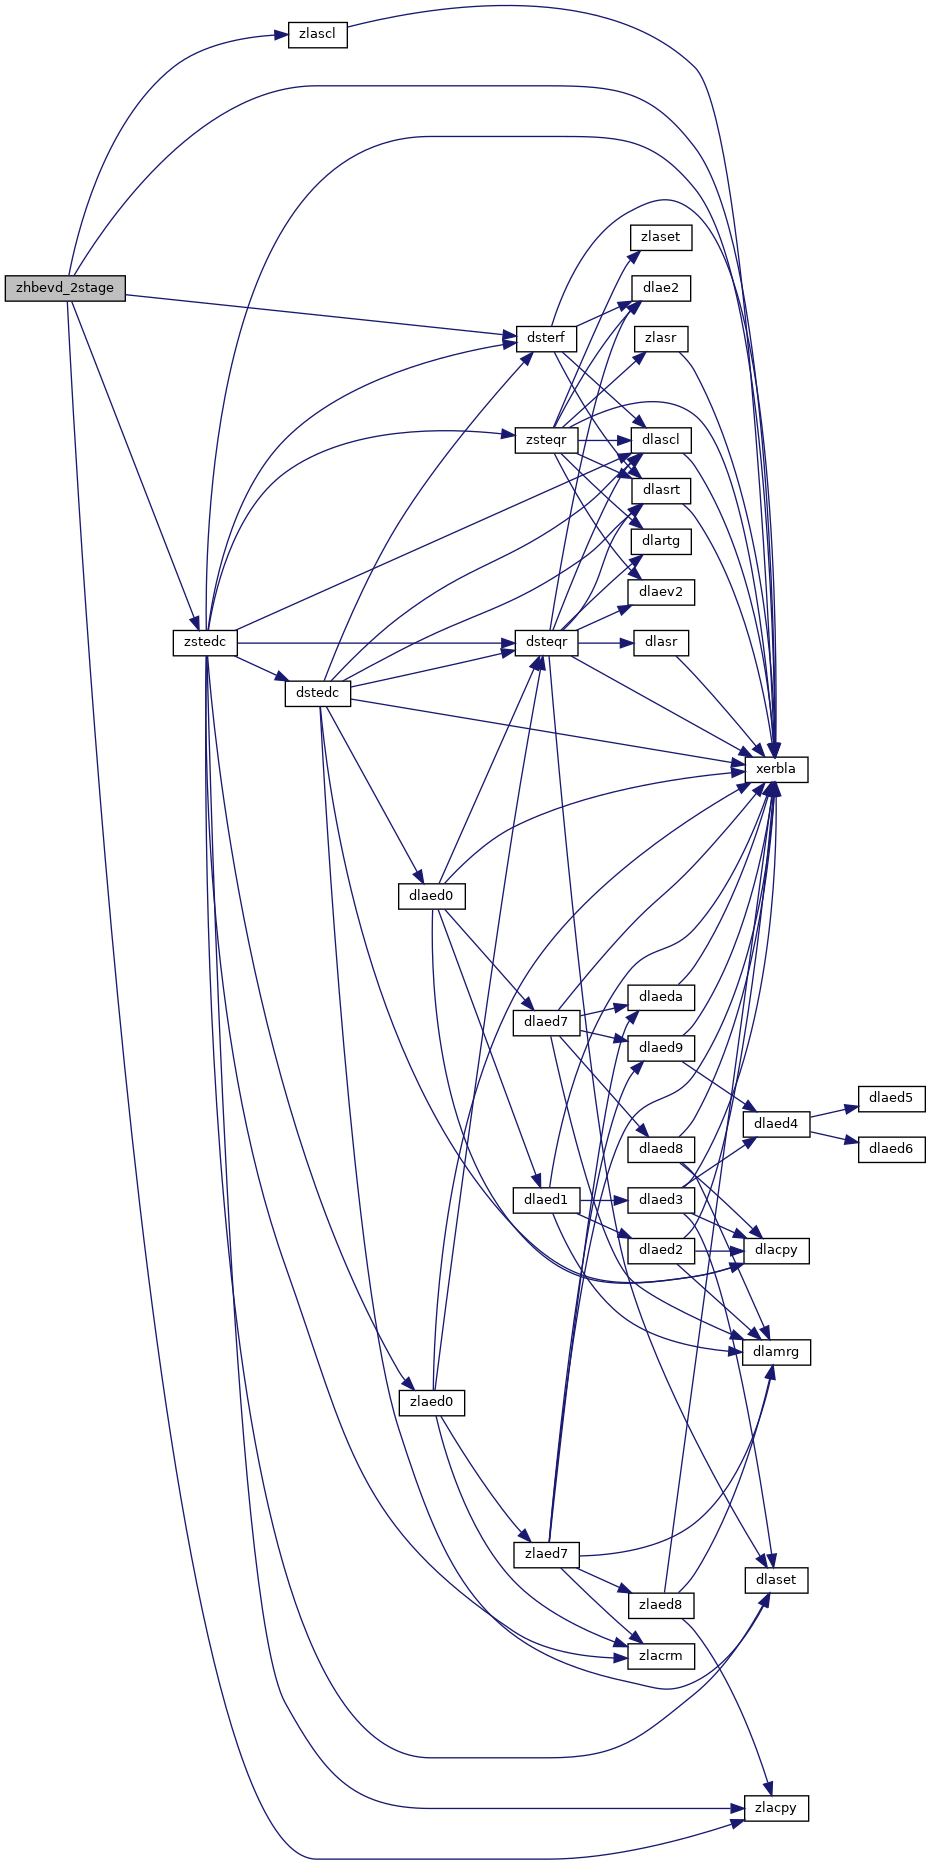 zlascl
zlaset
zhbevd_2stage
dlae2
dsterf
zlasr
zsteqr
dlascl
dlasrt
dlartg
dlaev2
zstedc
dsteqr
dlasr
dstedc
xerbla
dlaed0
dlaeda
dlaed7
dlaed9
dlaed5
dlaed4
dlaed8
dlaed6
dlaed1
dlaed3
dlaed2
dlacpy
dlamrg
zlaed0
zlaed7
dlaset
zlaed8
zlacrm
zlacpy